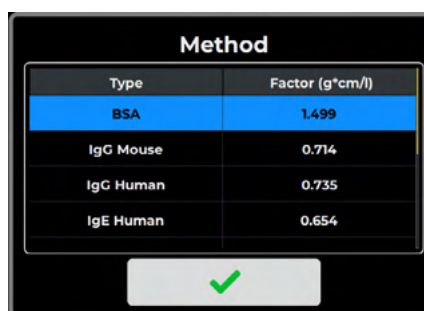 Method
Type Factor (g*cm/l)
BSA 1.499
IgG Mouse 0.714
IgG Human 0.735
IgE Human 0.654